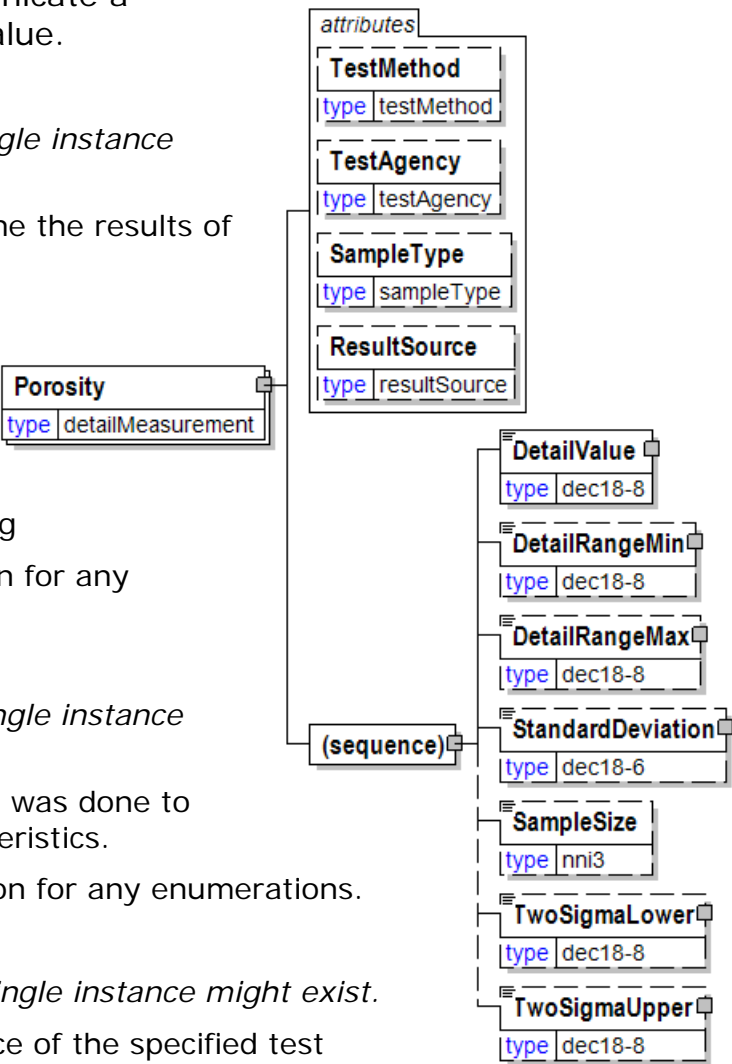 nicate a
alue.
gle instance
ne the results of
g
n for any
ngle instance
was done to
eristics.
on for any enumerations.
ingle instance might exist.
ce of the specified test
Porosity
type detailMeasurement
attributes
TestMethod
type testMethod
TestAgency
type testAgency
SampleType
type sampleType
ResultSource
type resultSource
(sequence)
DetailValue
type dec18-8
DetailRangeMin
type dec18-8
DetailRangeMax
type dec18-8
StandardDeviation
type dec18-6
SampleSize
type nni3
TwoSigmaLower
type dec18-8
TwoSigmaUpper
type dec18-8